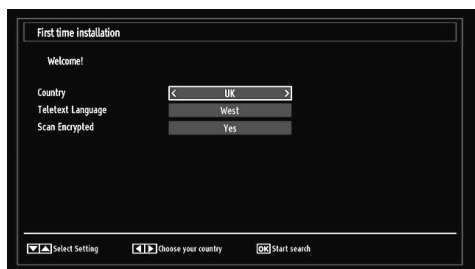 First time installation
Welcome!
Country < UK >
Teletext Language West
Scan Encrypted Yes
Select Setting Choose your country OK Start search